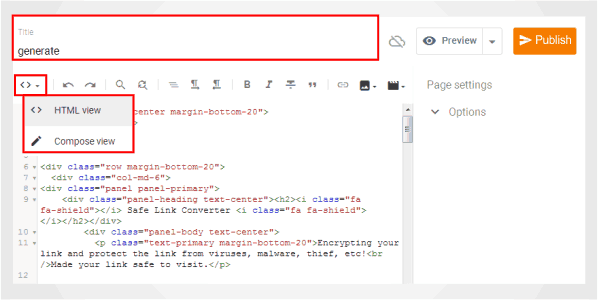 Title
generate
Preview
Publish
<> B I
HTML view
Compose view
center margin-bottom-20">
>
Page settings
Options
6 <div class="row margin-bottom-20">
7 <div class="col-md-6">
8 <div class="panel panel-primary">
9 <div class="panel-heading text-center"><h2><i class="fa
fa-shield"></i> Safe Link Converter <i class="fa fa-shield">
</i></h2></div>
10 <div class="panel-body text-center">
11 <p class="text-primary margin-bottom-20">Encrypting your
link and protect the link from viruses, malware, thief, etc!<br
/>Made your link safe to visit.</p>
12